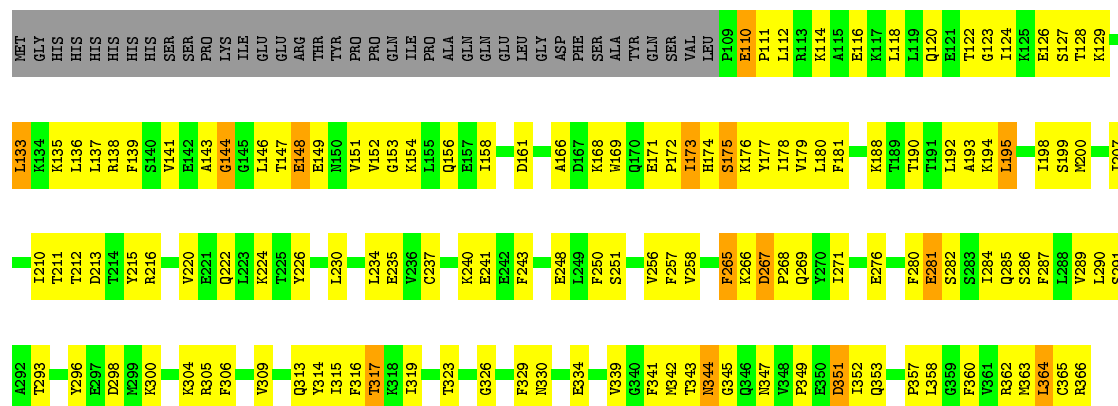 MET GLY HIS HIS HIS HIS HIS HIS SER SER PRO LYS ILE GLU GLU ARG THR TYR PRO PRO GLN ILE PRO ALA GLN GLN GLU LEU GLY ASP PHE SER ALA TYR GLN SER VAL LEU P109 E110 P111 L112 R113 K114 A115 E116 K117 L118 L119 Q120 E121 T122 G123 I124 K125 E126 S127 T128 K129
L133 K134 K135 L136 L137 R138 F139 S140 V141 E142 A143 G144 G145 L146 T147 E148 E149 N150 V151 V152 G153 K154 L155 Q156 E157 I158 D161 A166 D167 K168 W169 Q170 E171 P172 I173 H174 S175 K176 Y177 I178 V179 L180 F181 K188 T189 T190 T191 L192 A193 K194 L195 I198 S199 M200 I207
I210 T211 T212 D213 T214 Y215 R216 V220 E221 Q222 L223 K224 T225 Y226 L230 L234 E235 V236 C237 K240 E241 E242 F243 E248 L249 F250 S251 V256 F257 V258 F265 K266 D267 P268 Q269 Y270 I271 E276 F280 E281 S282 S283 I284 Q285 S286 F287 L288 V289 L290 S291
A292 T293 Y296 E297 D298 M299 K300 K304 R305 F306 V309 Q313 Y314 I315 F316 T317 K318 I319 T323 G326 F329 N330 E334 V339 G340 F341 M342 T343 N344 G345 Q346 N347 V348 P349 E350 D351 I352 Q353 P357 L358 G359 F360 V361 R362 M363 L364 C365 R366